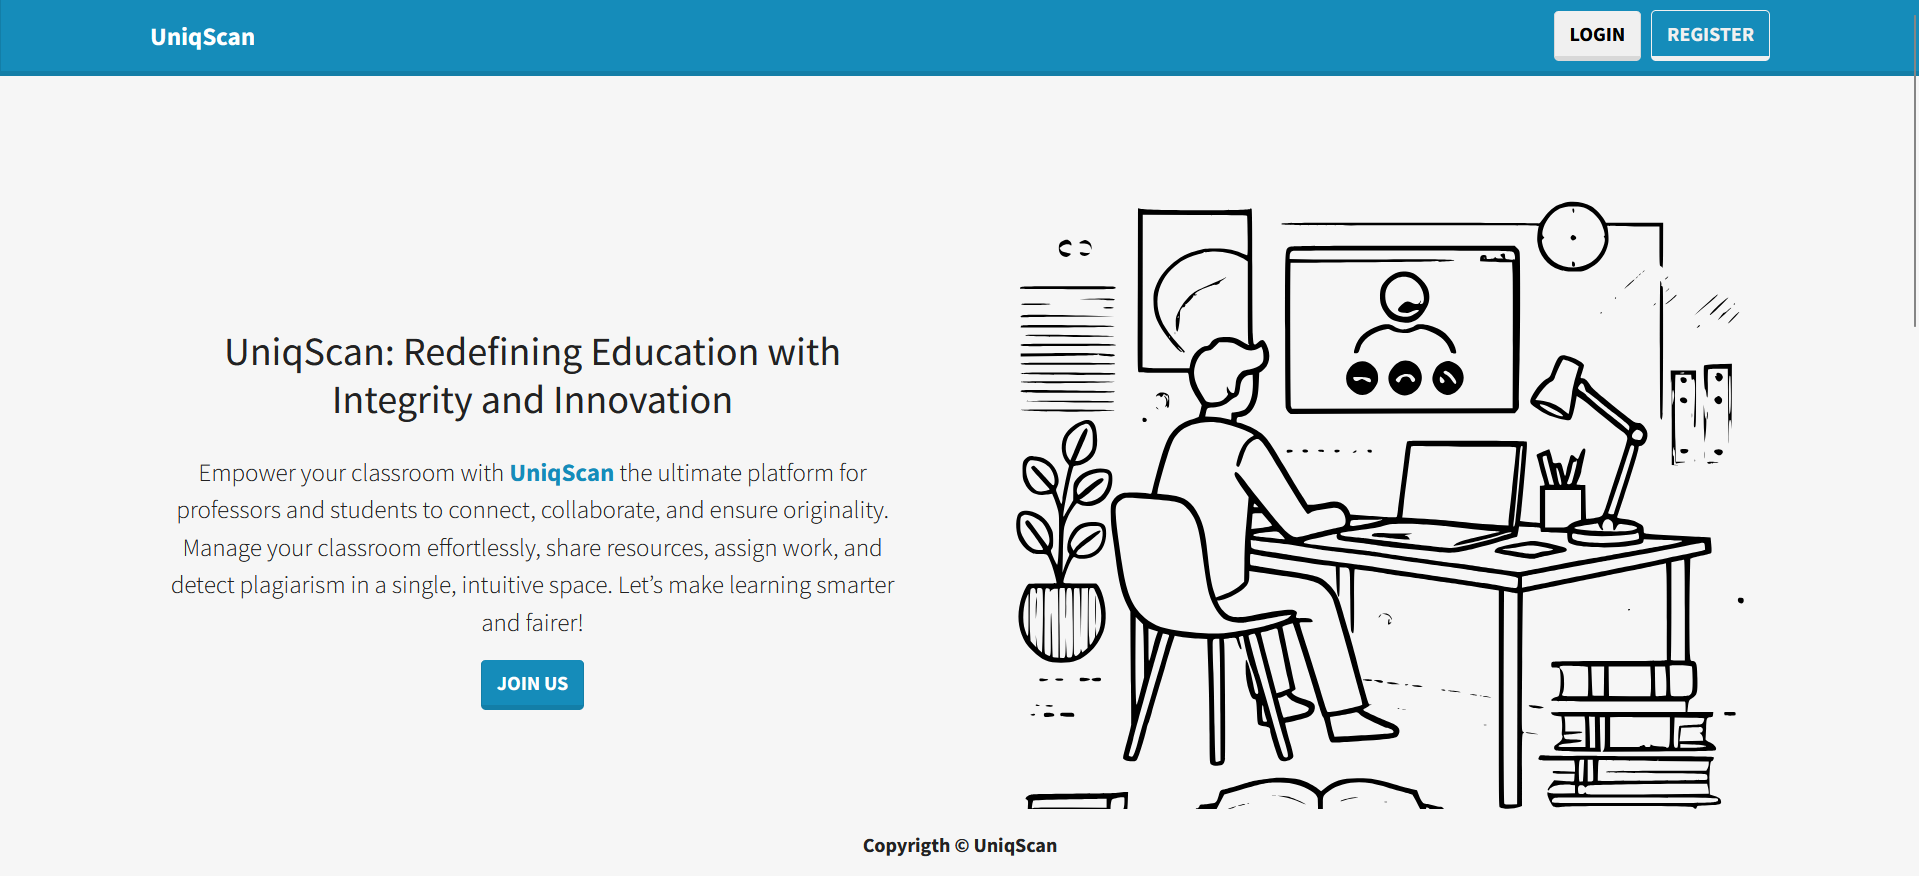 UniqScan
LOGIN
REGISTER
UniqScan: Redefining Education with
Integrity and Innovation
Empower your classroom with UniqScan the ultimate platform for
professors and students to connect, collaborate, and ensure originality.
Manage your classroom effortlessly, share resources, assign work, and
detect plagiarism in a single, intuitive space. Let’s make learning smarter
and fairer!
JOIN US
Copyrigth © UniqScan